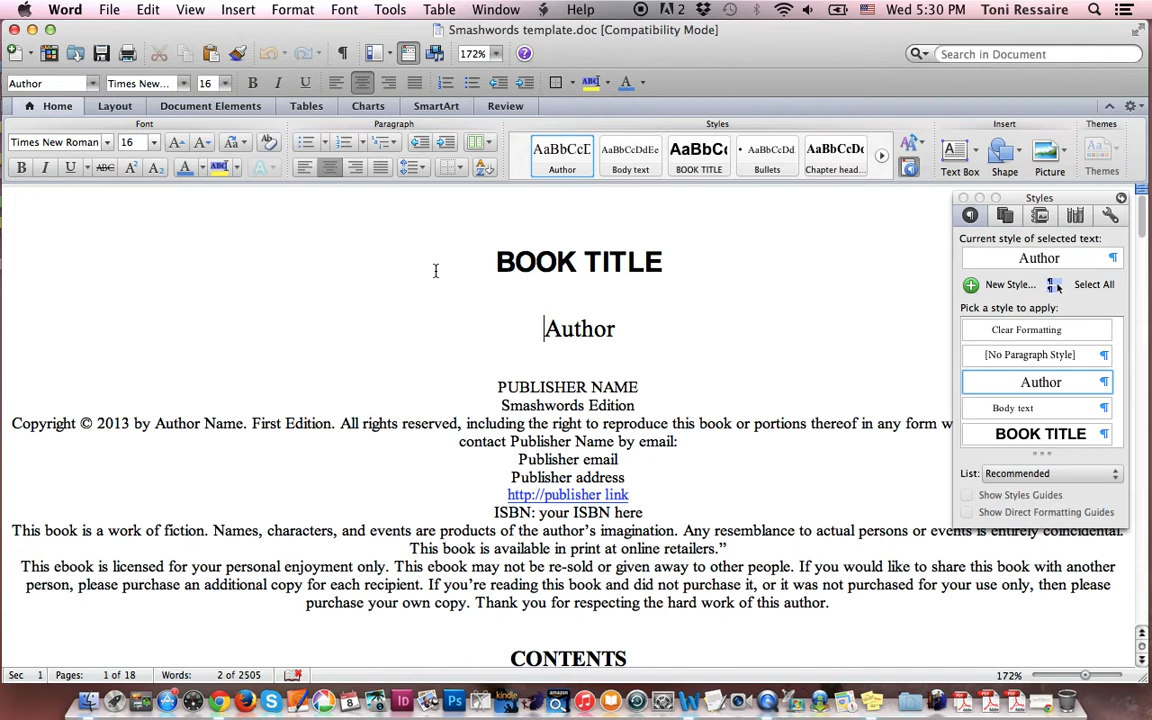 Word File Edit View Insert Format Font Tools Table Window Help 2 Wed 5:30 PM Toni Ressaire
Smashwords template.doc [Compatibility Mode]
172% Search in Document
Author Times New... 16 B I U ABC A
Home Layout Document Elements Tables Charts SmartArt Review
Font Paragraph Styles Insert Themes
Times New Roman 16 A A Aa
AaBbCcD AaBbCcDdEe AaBbCc AaBbCcDd AaBbCcDc
B I U ABC A² A₂ A ABC A
Author Body text BOOK TITLE Bullets Chapter head...
Text Box Shape Picture Themes
Styles
Current style of selected text:
Author
New Style... Select All
Pick a style to apply:
Clear Formatting
[No Paragraph Style]
Author
Body text
BOOK TITLE
List: Recommended
Show Styles Guides
Show Direct Formatting Guides
BOOK TITLE
Author
PUBLISHER NAME
Smashwords Edition
Copyright © 2013 by Author Name. First Edition. All rights reserved, including the right to reproduce this book or portions thereof in any form w
contact Publisher Name by email:
Publisher email
Publisher address
http://publisher link
ISBN: your ISBN here
This book is a work of fiction. Names, characters, and events are products of the author's imagination. Any resemblance to actual persons or events is entirely coincidental.
This book is available in print at online retailers.”
This ebook is licensed for your personal enjoyment only. This ebook may not be re-sold or given away to other people. If you would like to share this book with another
person, please purchase an additional copy for each recipient. If you’re reading this book and did not purchase it, or it was not purchased for your use only, then please
purchase your own copy. Thank you for respecting the hard work of this author.
CONTENTS
Sec 1 Pages: 1 of 18 Words: 2 of 2505 172%
8 Id Ps kindle amazon W